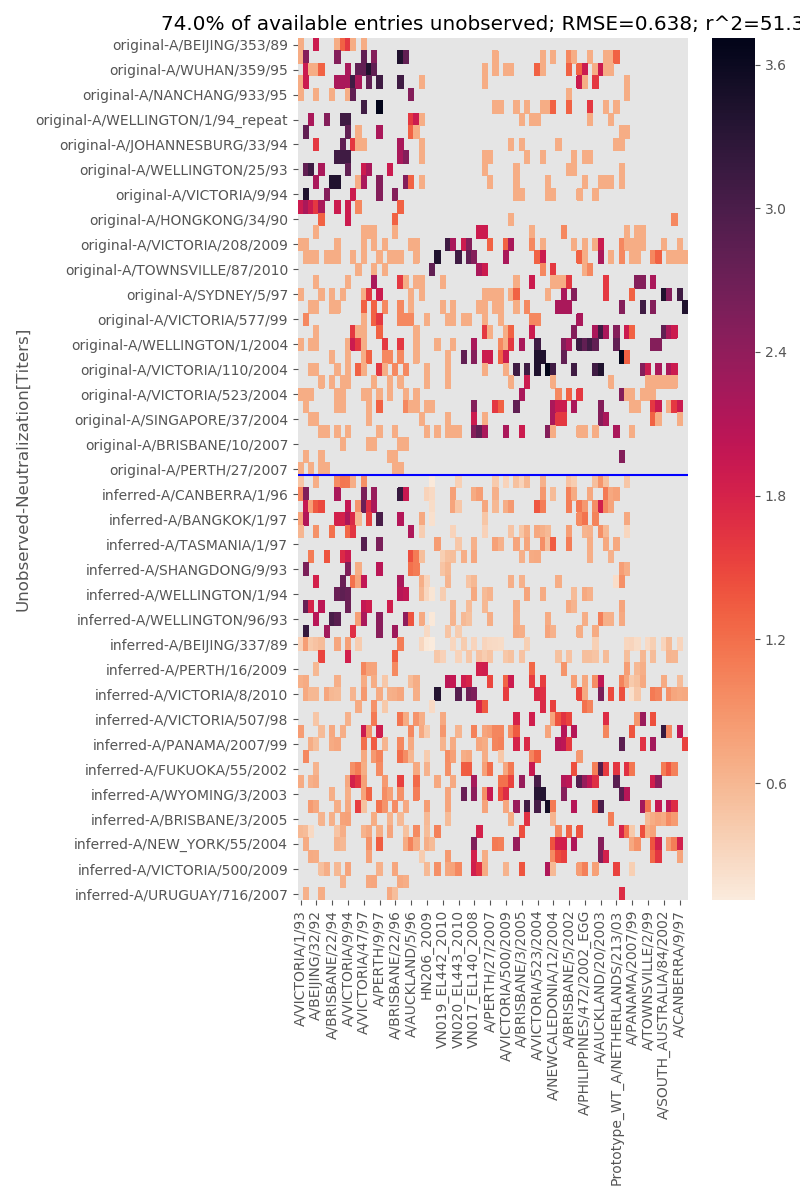 74.0% of available entries unobserved; RMSE=0.638; r^2=51.3
original-A/BEIJING/353/89
original-A/WUHAN/359/95
original-A/NANCHANG/933/95
original-A/WELLINGTON/1/94_repeat
original-A/JOHANNESBURG/33/94
original-A/WELLINGTON/25/93
original-A/VICTORIA/9/94
original-A/HONGKONG/34/90
original-A/VICTORIA/208/2009
original-A/TOWNSVILLE/87/2010
original-A/SYDNEY/5/97
original-A/VICTORIA/577/99
original-A/WELLINGTON/1/2004
original-A/VICTORIA/110/2004
original-A/VICTORIA/523/2004
original-A/SINGAPORE/37/2004
original-A/BRISBANE/10/2007
original-A/PERTH/27/2007
inferred-A/CANBERRA/1/96
inferred-A/BANGKOK/1/97
inferred-A/TASMANIA/1/97
inferred-A/SHANGDONG/9/93
inferred-A/WELLINGTON/1/94
inferred-A/WELLINGTON/96/93
inferred-A/BEIJING/337/89
inferred-A/PERTH/16/2009
inferred-A/VICTORIA/8/2010
inferred-A/VICTORIA/507/98
inferred-A/PANAMA/2007/99
inferred-A/FUKUOKA/55/2002
inferred-A/WYOMING/3/2003
inferred-A/BRISBANE/3/2005
inferred-A/NEW_YORK/55/2004
inferred-A/VICTORIA/500/2009
inferred-A/URUGUAY/716/2007
Unobserved-Neutralization[Titers]
3.6
3.0
2.4
1.8
1.2
0.6
A/VICTORIA/1/93
A/BEIJING/32/92
A/BRISBANE/22/94
A/VICTORIA/9/94
A/VICTORIA/47/97
A/PERTH/9/97
A/BRISBANE/22/96
A/AUCKLAND/5/96
HN206_2009
VN019_EL442_2010
VN020_EL443_2010
VN017_EL140_2008
A/PERTH/27/2007
A/VICTORIA/500/2009
A/BRISBANE/3/2005
A/VICTORIA/523/2004
A/NEWCALEDONIA/12/2004
A/BRISBANE/5/2002
A/PHILIPPINES/472/2002_EGG
A/AUCKLAND/20/2003
Prototype_WT_A/NETHERLANDS/213/03
A/PANAMA/2007/99
A/TOWNSVILLE/2/99
A/SOUTH_AUSTRALIA/84/2002
A/CANBERRA/9/97